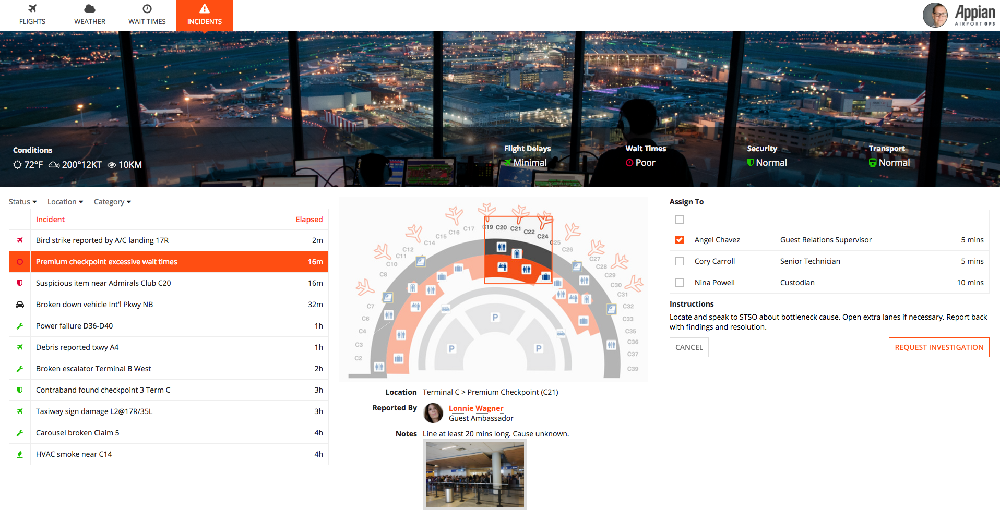 FLIGHTS
WEATHER
WAIT TIMES
INCIDENTS
Appian
AIRPORT OPS
Conditions
72°F 200°12KT 10KM
Flight Delays
Minimal
Wait Times
Poor
Security
Normal
Transport
Normal
Status Location Category
Incident Elapsed
Bird strike reported by A/C landing 17R 2m
Premium checkpoint excessive wait times 16m
Suspicious item near Admirals Club C20 16m
Broken down vehicle Int'l Pkwy NB 32m
Power failure D36-D40 1h
Debris reported txwy A4 1h
Broken escalator Terminal B West 2h
Contraband found checkpoint 3 Term C 3h
Taxiway sign damage L2@17R/35L 3h
Carousel broken Claim 5 4h
HVAC smoke near C14 4h
C2
C3
C4
C6
C7
C8
C10
C11
C12
C14
C15
C16
C17
C19
C20
C21
C22
C24
C25
C26
C27
C28
C29
C30
C31
C32
C33
C35
C36
C37
C39
P
P
P
Location Terminal C > Premium Checkpoint (C21)
Reported By Lonnie Wagner
Guest Ambassador
Notes Line at least 20 mins long. Cause unknown.
Assign To
Angel Chavez Guest Relations Supervisor 5 mins
Cory Carroll Senior Technician 5 mins
Nina Powell Custodian 10 mins
Instructions
Locate and speak to STSO about bottleneck cause. Open extra lanes if necessary. Report back
with findings and resolution.
CANCEL
REQUEST INVESTIGATION